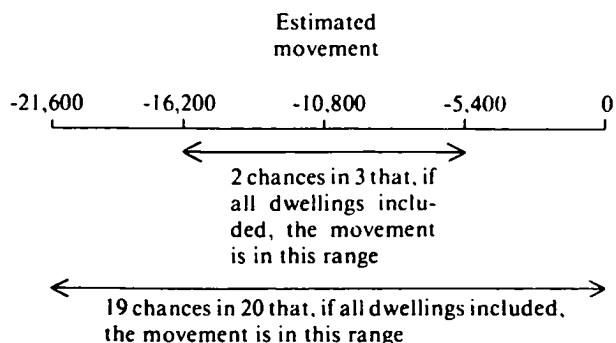 Estimated
movement
-21,600 -16,200 -10,800 -5,400 0
2 chances in 3 that, if
all dwellings inclu-
ded, the movement
is in this range
19 chances in 20 that, if all dwellings included,
the movement is in this range